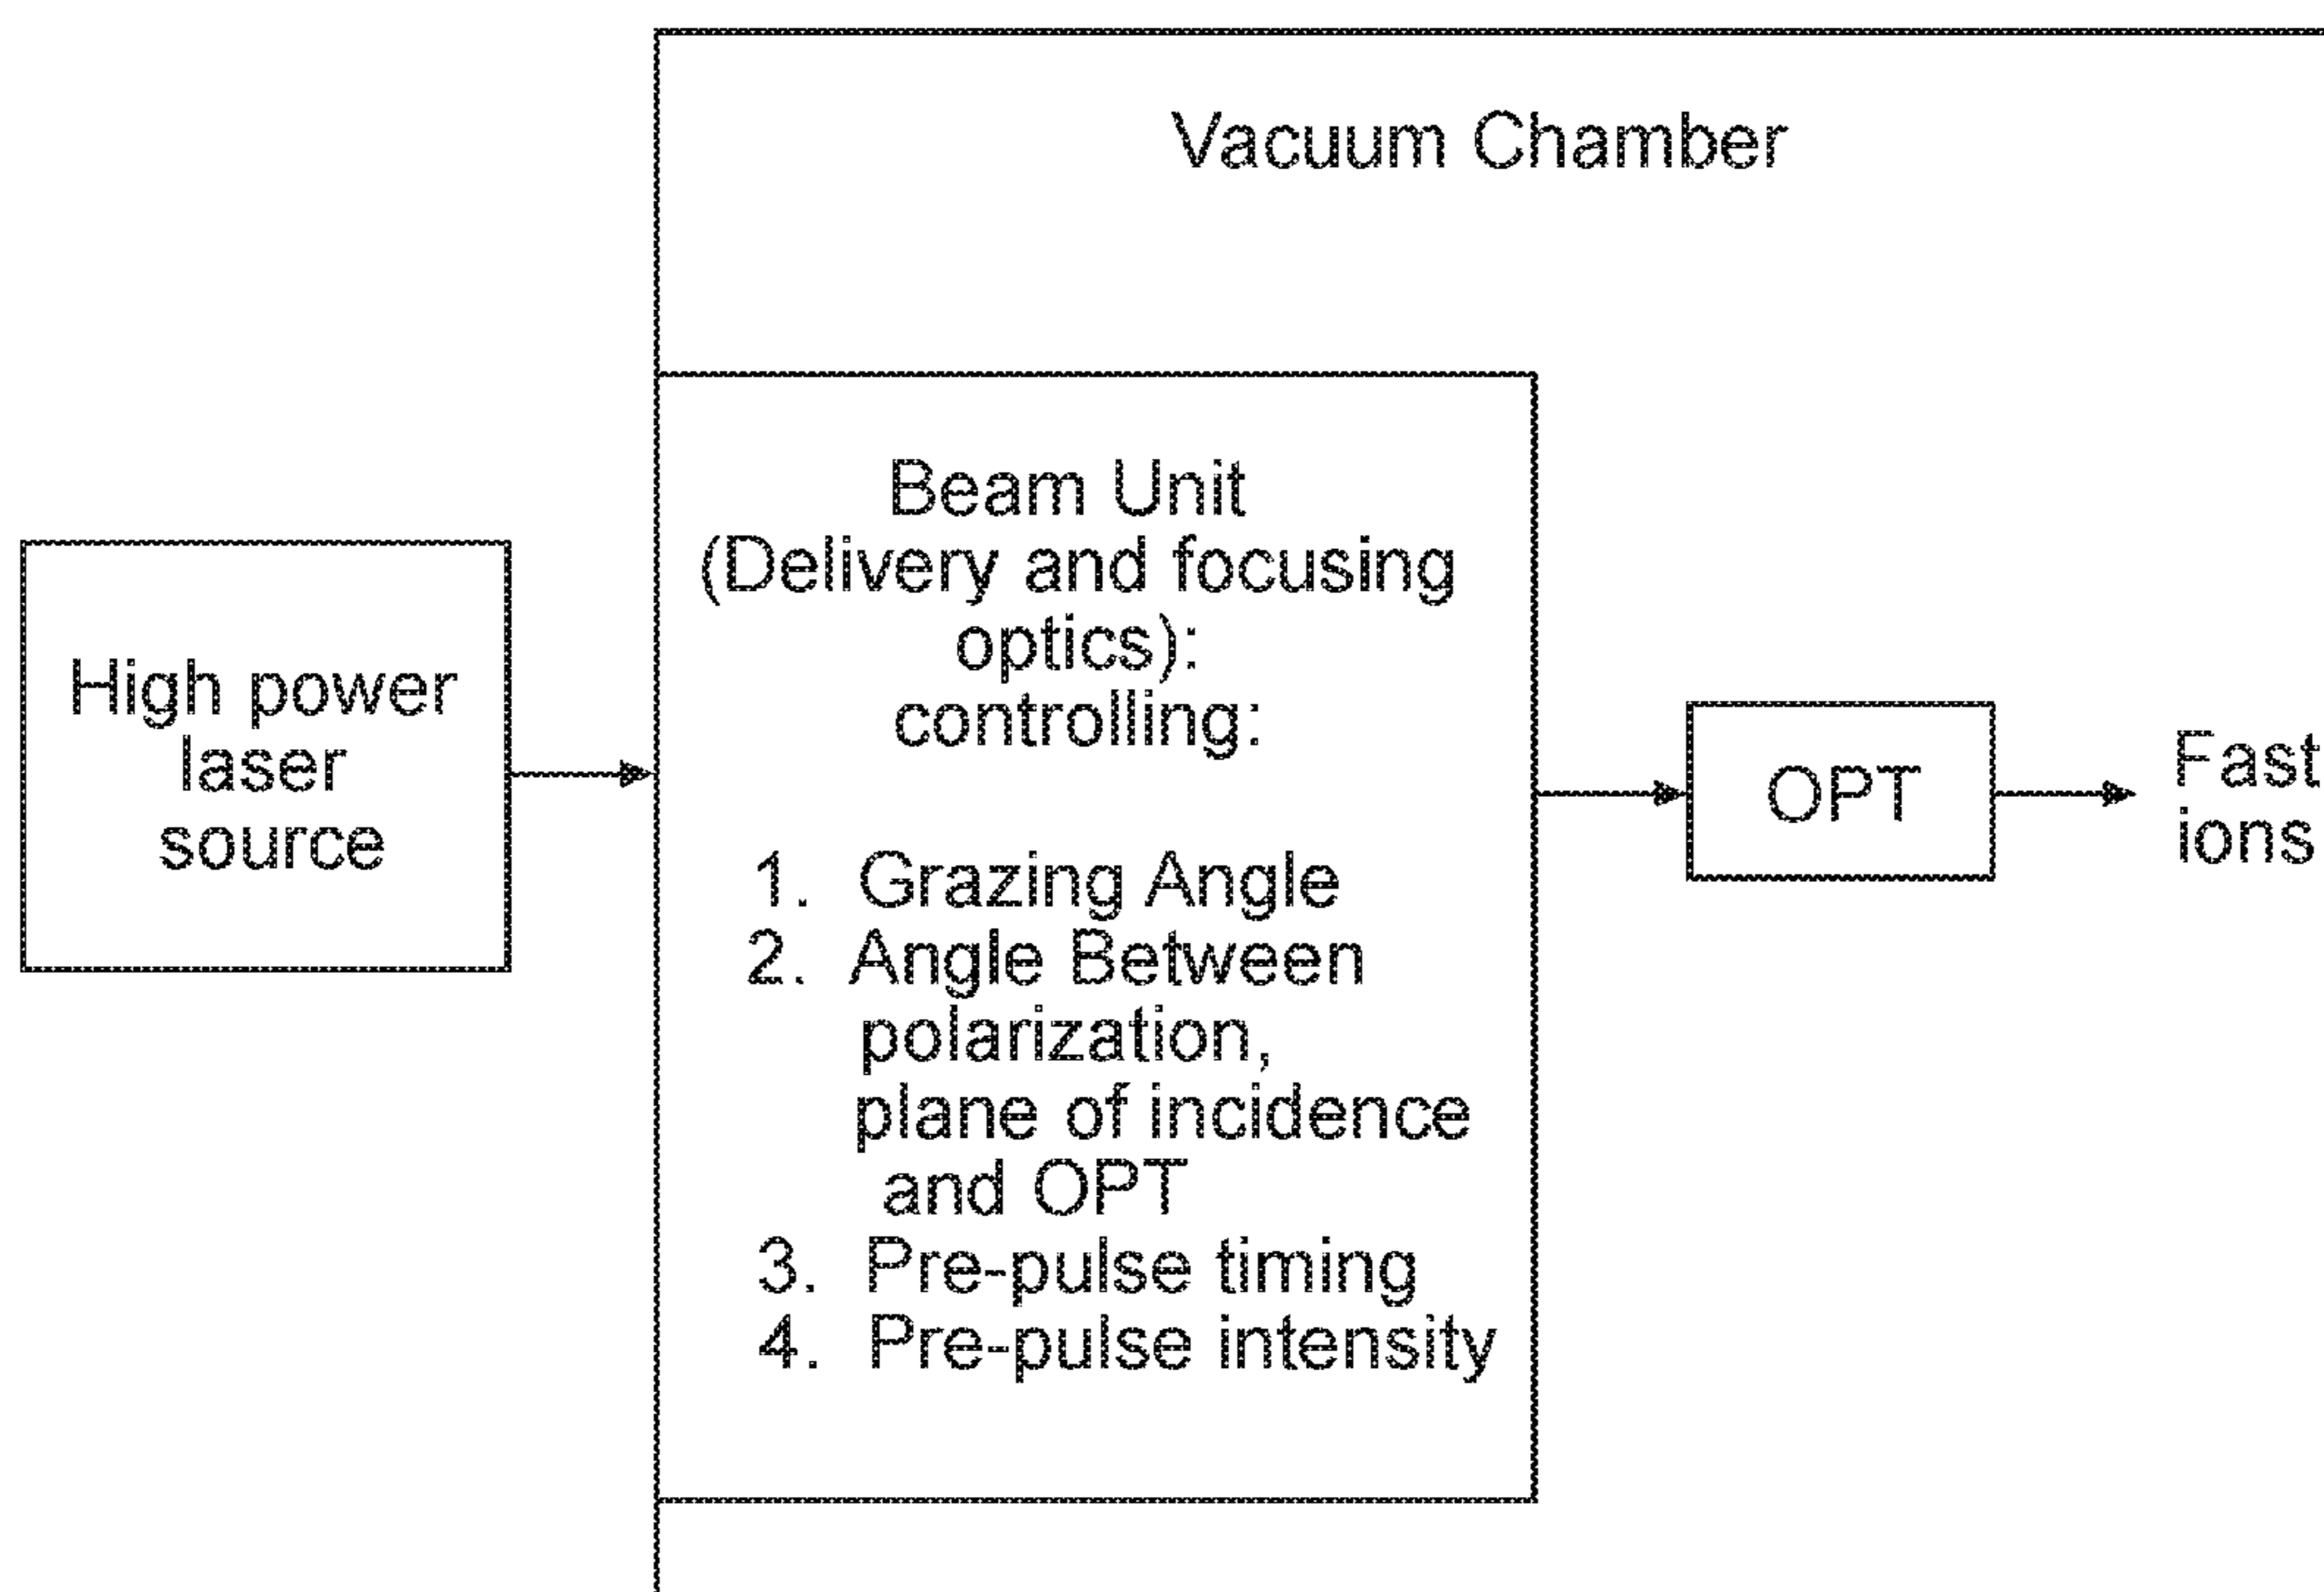 Vacuum Chamber
High power
laser
source
Beam Unit
(Delivery and focusing
optics):
controlling:
1. Grazing Angle
2. Angle Between
polarization,
plane of incidence
and OPT
3. Pre-pulse timing
4. Pre-pulse intensity
OPT
Fast
ions